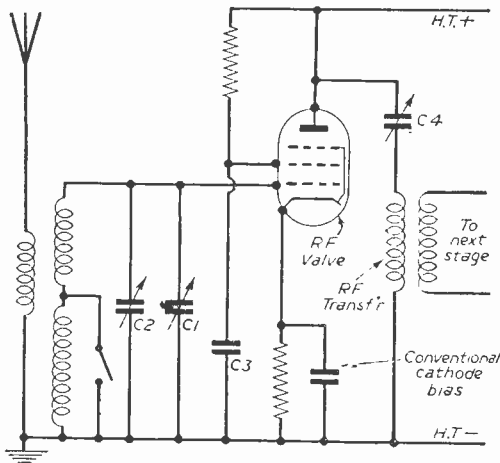 H.T.+
C4
RF
Valve
To
next
stage
RF
Transf'r
C2
C1
C3
Conventional
cathode
bias
H.T.-